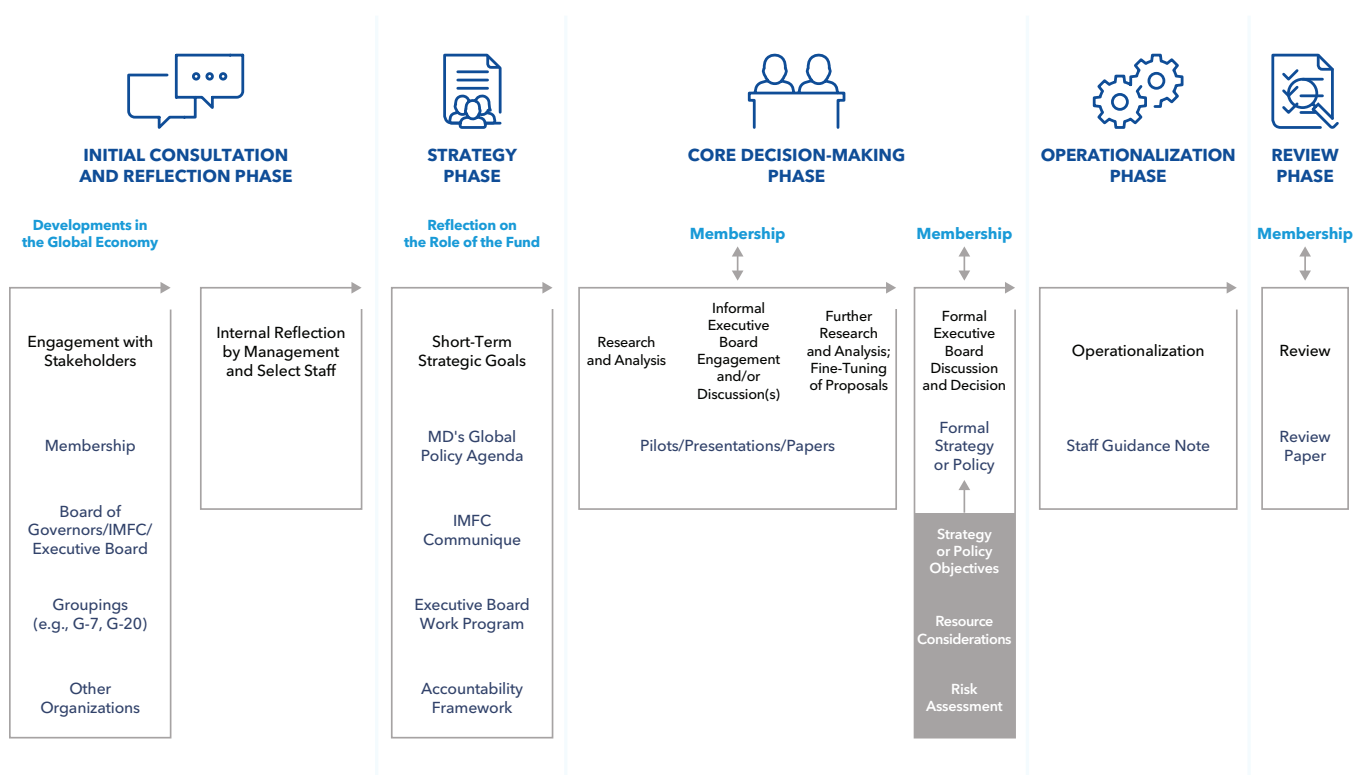 INITIAL CONSULTATION
AND REFLECTION PHASE
STRATEGY
PHASE
CORE DECISION-MAKING
PHASE
OPERATIONALIZATION
PHASE
REVIEW
PHASE
Developments in
the Global Economy
Reflection on
the Role of the Fund
Membership
Membership
Membership
Engagement with
Stakeholders
Membership
Board of
Governors/IMFC/
Executive Board
Groupings
(e.g., G-7, G-20)
Other
Organizations
Internal Reflection
by Management
and Select Staff
Short-Term
Strategic Goals
MD's Global
Policy Agenda
IMFC
Communique
Executive Board
Work Program
Accountability
Framework
Research
and Analysis
Informal
Executive
Board
Engagement
and/or
Discussion(s)
Further
Research
and Analysis;
Fine-Tuning
of Proposals
Pilots/Presentations/Papers
Formal
Executive
Board
Discussion
and Decision
Formal
Strategy
or Policy
Strategy
or Policy
Objectives
Resource
Considerations
Risk
Assessment
Operationalization
Staff Guidance Note
Review
Review
Paper